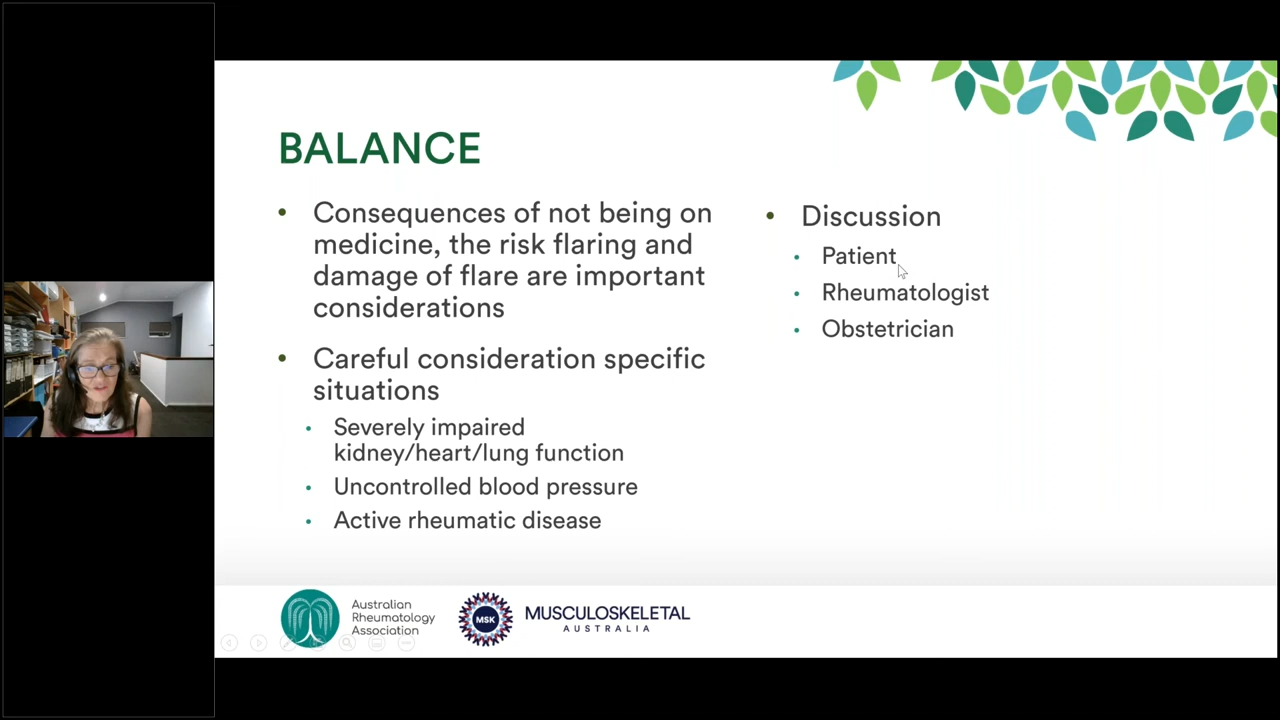 BALANCE
• Consequences of not being on
medicine, the risk flaring and
damage of flare are important
considerations
• Careful consideration specific
situations
• Severely impaired
kidney/heart/lung function
• Uncontrolled blood pressure
• Active rheumatic disease
• Discussion
• Patient
• Rheumatologist
• Obstetrician
Australian
Rheumatology
Association
MSK
MUSCULOSKELETAL
AUSTRALIA